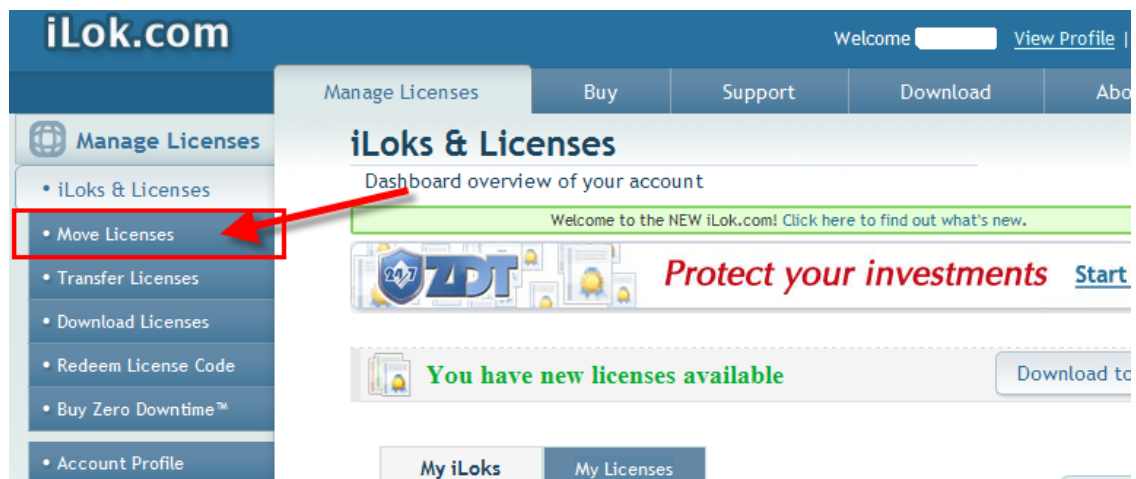 iLok.com
Welcome
View Profile |
Manage Licenses
Buy
Support
Download
Manage Licenses
• iLoks & Licenses
• Move Licenses
• Transfer Licenses
• Download Licenses
• Redeem License Code
• Buy Zero Downtime™
• Account Profile
iLoks & Licenses
Dashboard overview of your account
Welcome to the NEW iLok.com! Click here to find out what's new.
24/7 ZDT Protect your investments Start
You have new licenses available
Download to
My iLoks
My Licenses